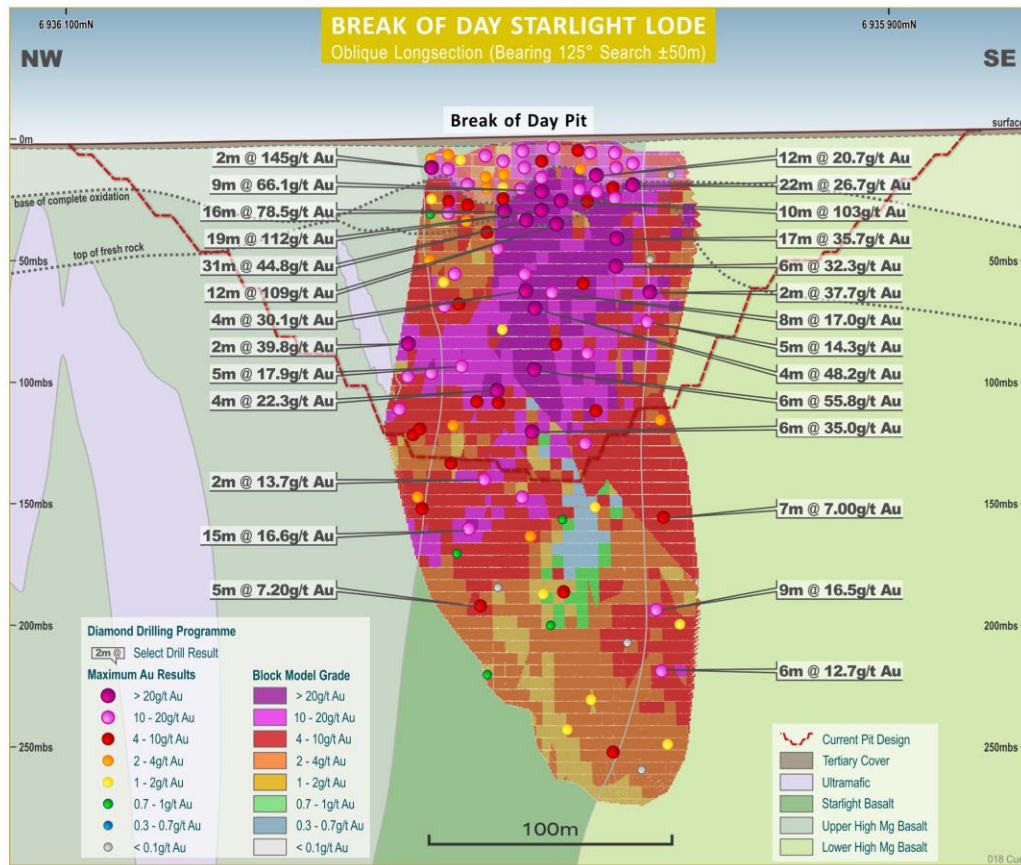 BREAK OF DAY STARLIGHT LODE
Oblique Longsection (Bearing 125° Search ±50m)
6 936 100mN
6 935 900mN
NW
SE
Break of Day Pit
surface
0m
2m @ 145g/t Au
9m @ 66.1g/t Au
base of complete oxidation
16m @ 78.5g/t Au
19m @ 112g/t Au
top of fresh rock
50mbs
31m @ 44.8g/t Au
12m @ 109g/t Au
4m @ 30.1g/t Au
2m @ 39.8g/t Au
5m @ 17.9g/t Au
100mbs
4m @ 22.3g/t Au
2m @ 13.7g/t Au
150mbs
15m @ 16.6g/t Au
5m @ 7.20g/t Au
200mbs
250mbs
12m @ 20.7g/t Au
22m @ 26.7g/t Au
10m @ 103g/t Au
17m @ 35.7g/t Au
50mbs
6m @ 32.3g/t Au
2m @ 37.7g/t Au
8m @ 17.0g/t Au
5m @ 14.3g/t Au
4m @ 48.2g/t Au
100mbs
6m @ 55.8g/t Au
6m @ 35.0g/t Au
150mbs
7m @ 7.00g/t Au
9m @ 16.5g/t Au
200mbs
6m @ 12.7g/t Au
250mbs
Diamond Drilling Programme
2m @ Select Drill Result
Maximum Au Results
> 20g/t Au
10 - 20g/t Au
4 - 10g/t Au
2 - 4g/t Au
1 - 2g/t Au
0.7 - 1g/t Au
0.3 - 0.7g/t Au
< 0.1g/t Au
Block Model Grade
> 20g/t Au
10 - 20g/t Au
4 - 10g/t Au
2 - 4g/t Au
1 - 2g/t Au
0.7 - 1g/t Au
0.3 - 0.7g/t Au
< 0.1g/t Au
100m
Current Pit Design
Tertiary Cover
Ultramafic
Starlight Basalt
Upper High Mg Basalt
Lower High Mg Basalt
018 Cue